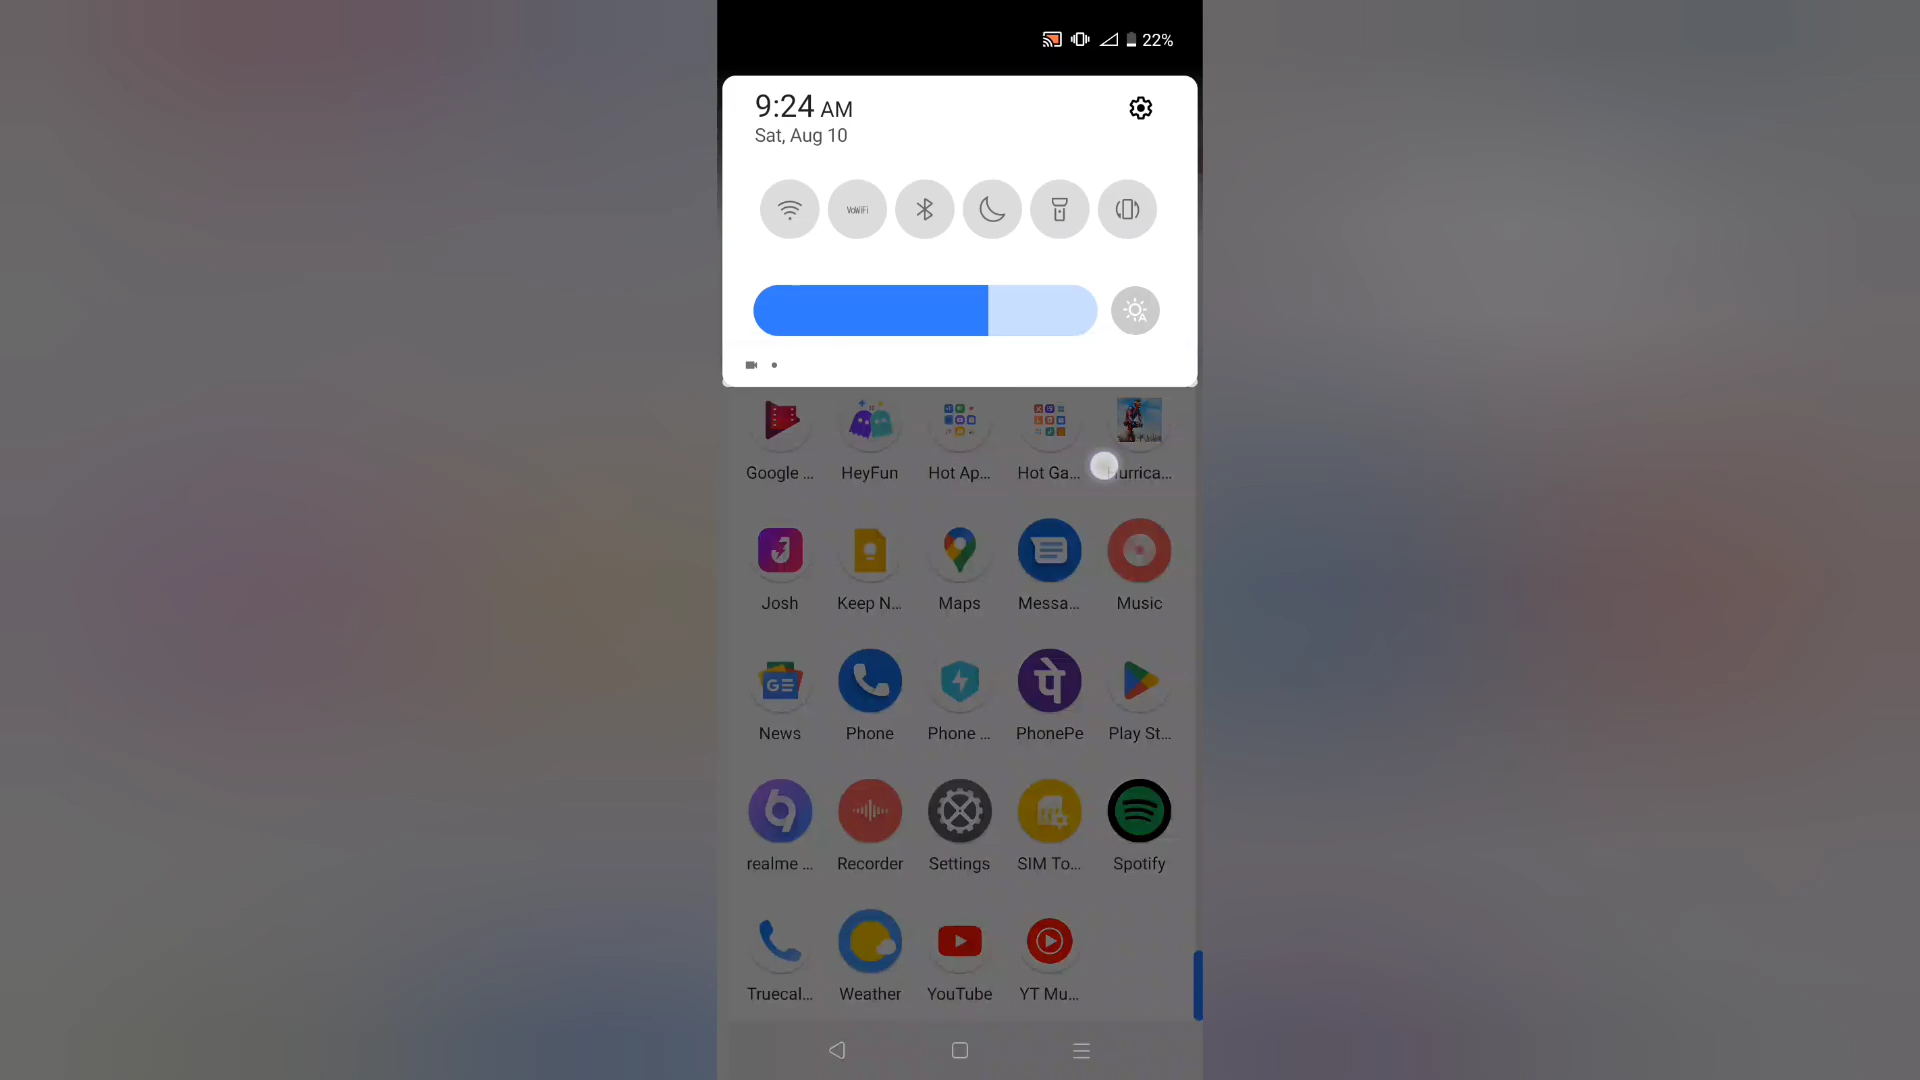 22%
9:24 AM
Sat, Aug 10
VoWiFi
Google ... HeyFun Hot Ap... Hot Ga... Hurrica...
Josh Keep N... Maps Messa... Music
News Phone Phone ... PhonePe Play St...
realme ... Recorder Settings SIM To... Spotify
Truecal... Weather YouTube YT Mu...